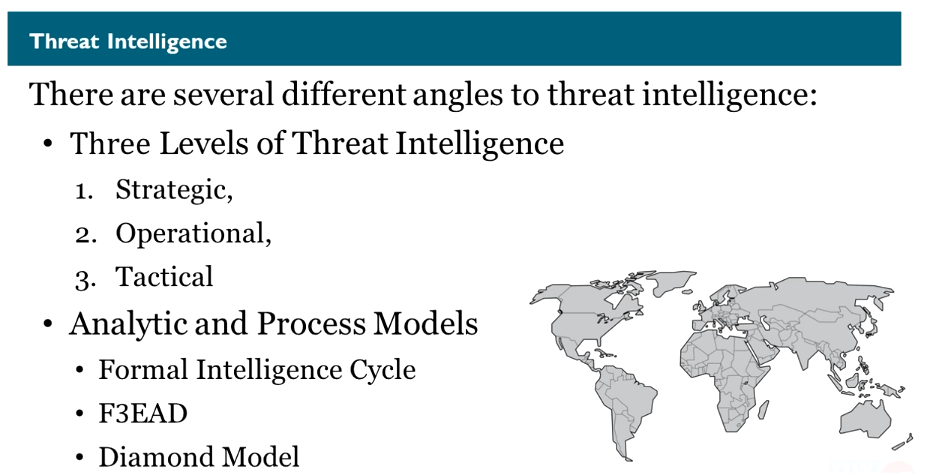 Threat Intelligence
There are several different angles to threat intelligence:
• Three Levels of Threat Intelligence
1. Strategic,
2. Operational,
3. Tactical
• Analytic and Process Models
• Formal Intelligence Cycle
• F3EAD
• Diamond Model